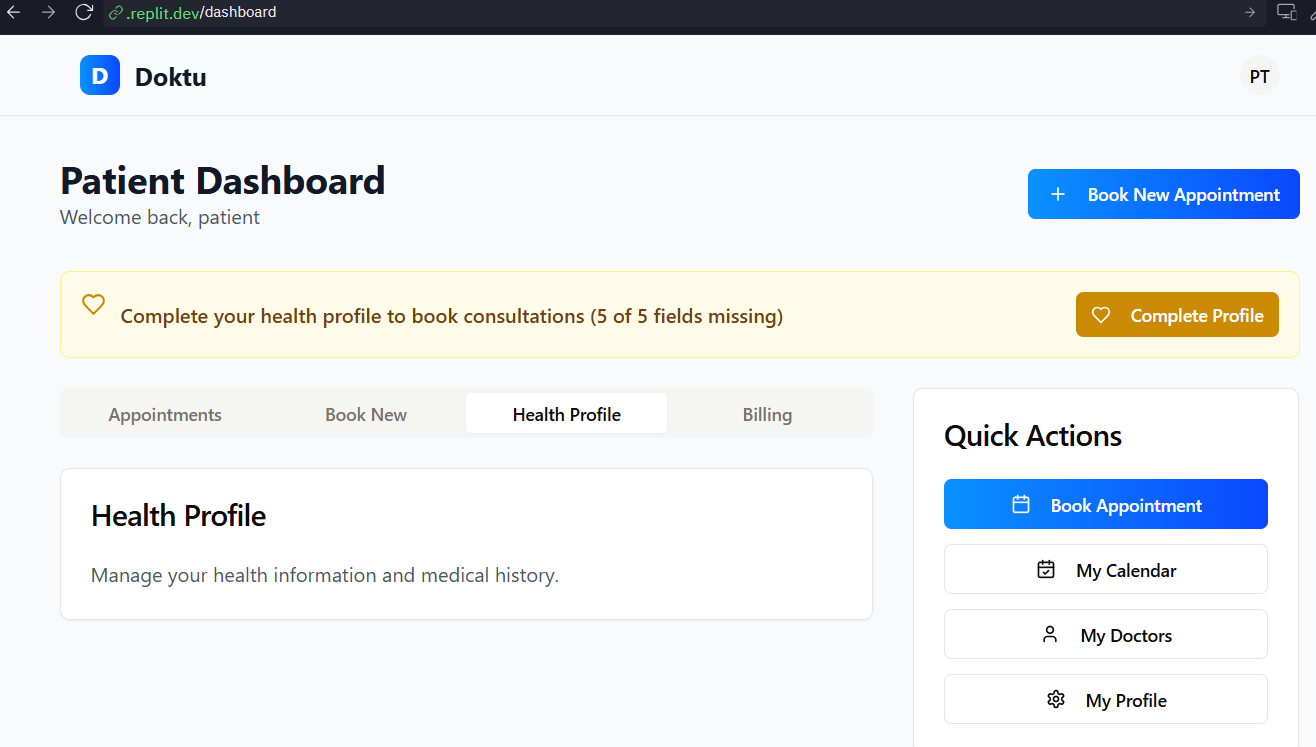 .replit.dev/dashboard
D Doktu
PT
Patient Dashboard
Welcome back, patient
+ Book New Appointment
Complete your health profile to book consultations (5 of 5 fields missing)
Complete Profile
Appointments Book New Health Profile Billing
Health Profile
Manage your health information and medical history.
Quick Actions
Book Appointment
My Calendar
My Doctors
My Profile